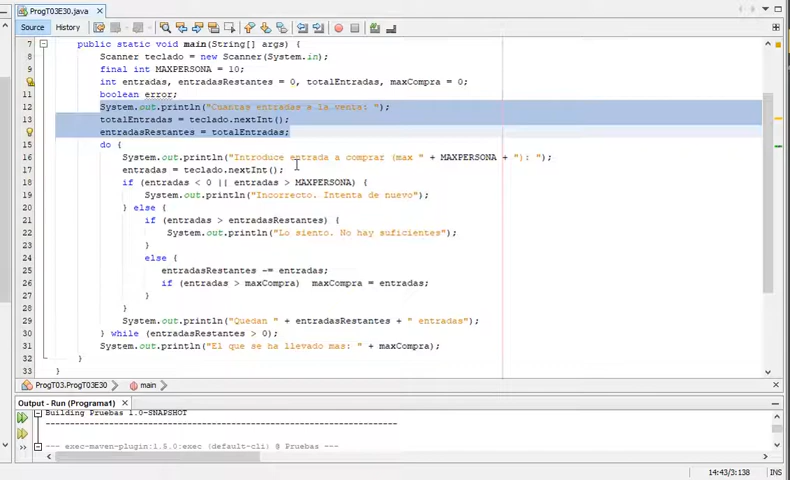 ProgT03E30.java
Source History
7 public static void main(String[] args) {
8 Scanner teclado = new Scanner(System.in);
9 final int MAXPERSONA = 10;
int entradas, entradasRestantes = 0, totalEntradas, maxCompra = 0;
11 boolean error;
12 System.out.println("Cuantas entradas a la venta: ");
13 totalEntradas = teclado.nextInt();
entradasRestantes = totalEntradas;
15 do {
16 System.out.println("Introduce entrada a comprar (max " + MAXPERSONA + "): ");
17 entradas = teclado.nextInt();
18 if (entradas < 0 || entradas > MAXPERSONA) {
19 System.out.println("Incorrecto. Intenta de nuevo");
20 } else {
21 if (entradas > entradasRestantes) {
22 System.out.println("Lo siento. No hay suficientes");
23 }
24 else {
25 entradasRestantes -= entradas;
26 if (entradas > maxCompra) maxCompra = entradas;
27 }
28 }
29 System.out.println("Quedan " + entradasRestantes + " entradas");
30 } while (entradasRestantes > 0);
31 System.out.println("El que se ha llevado mas: " + maxCompra);
32 }
33 }
ProgT03.ProgT03E30 main
Output - Run (Programa1)
Building Pruebas 1.0-SNAPSHOT
------------------------------------------------------------------------
--- exec-maven-plugin:1.5.0:exec (default-cli) @ Pruebas ---
14:43/3:138 INS